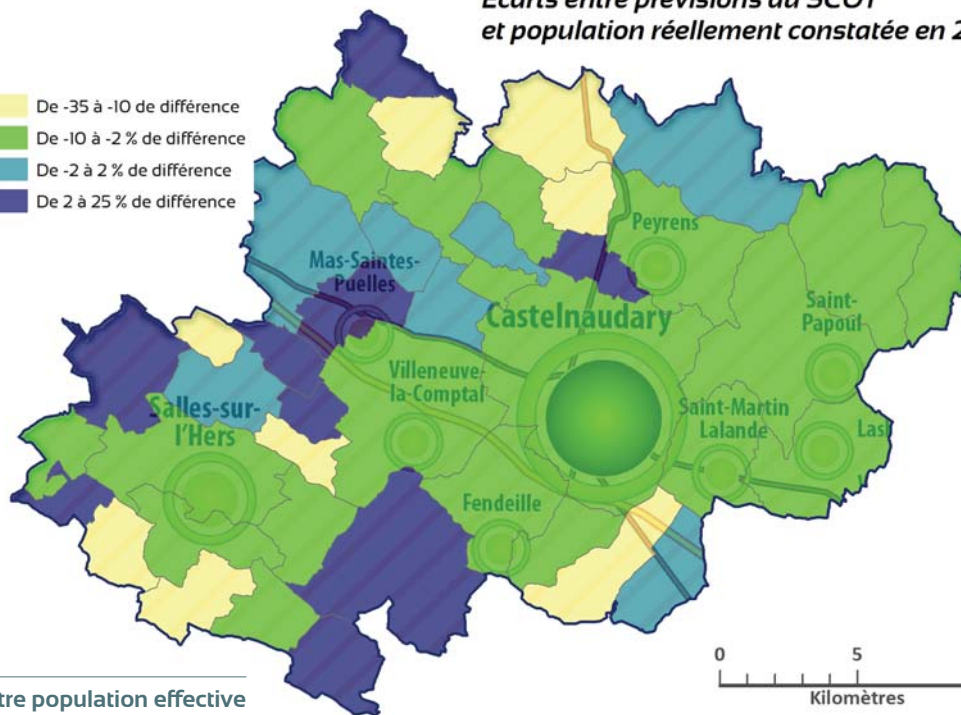 et population réellement constatée en 2
De -35 à -10 de différence
De -10 à -2 % de différence
De -2 à 2 % de différence
De 2 à 25 % de différence
Peyrens
Mas-Saintes-
Puelles
Castelnaudary
Saint-
Papoul
Villeneuve-
la-Comptal
Salles-sur-
l'Hers
Saint-Martin
Lalande
Las
Fendeille
0 5
Kilomètres
tre population effective